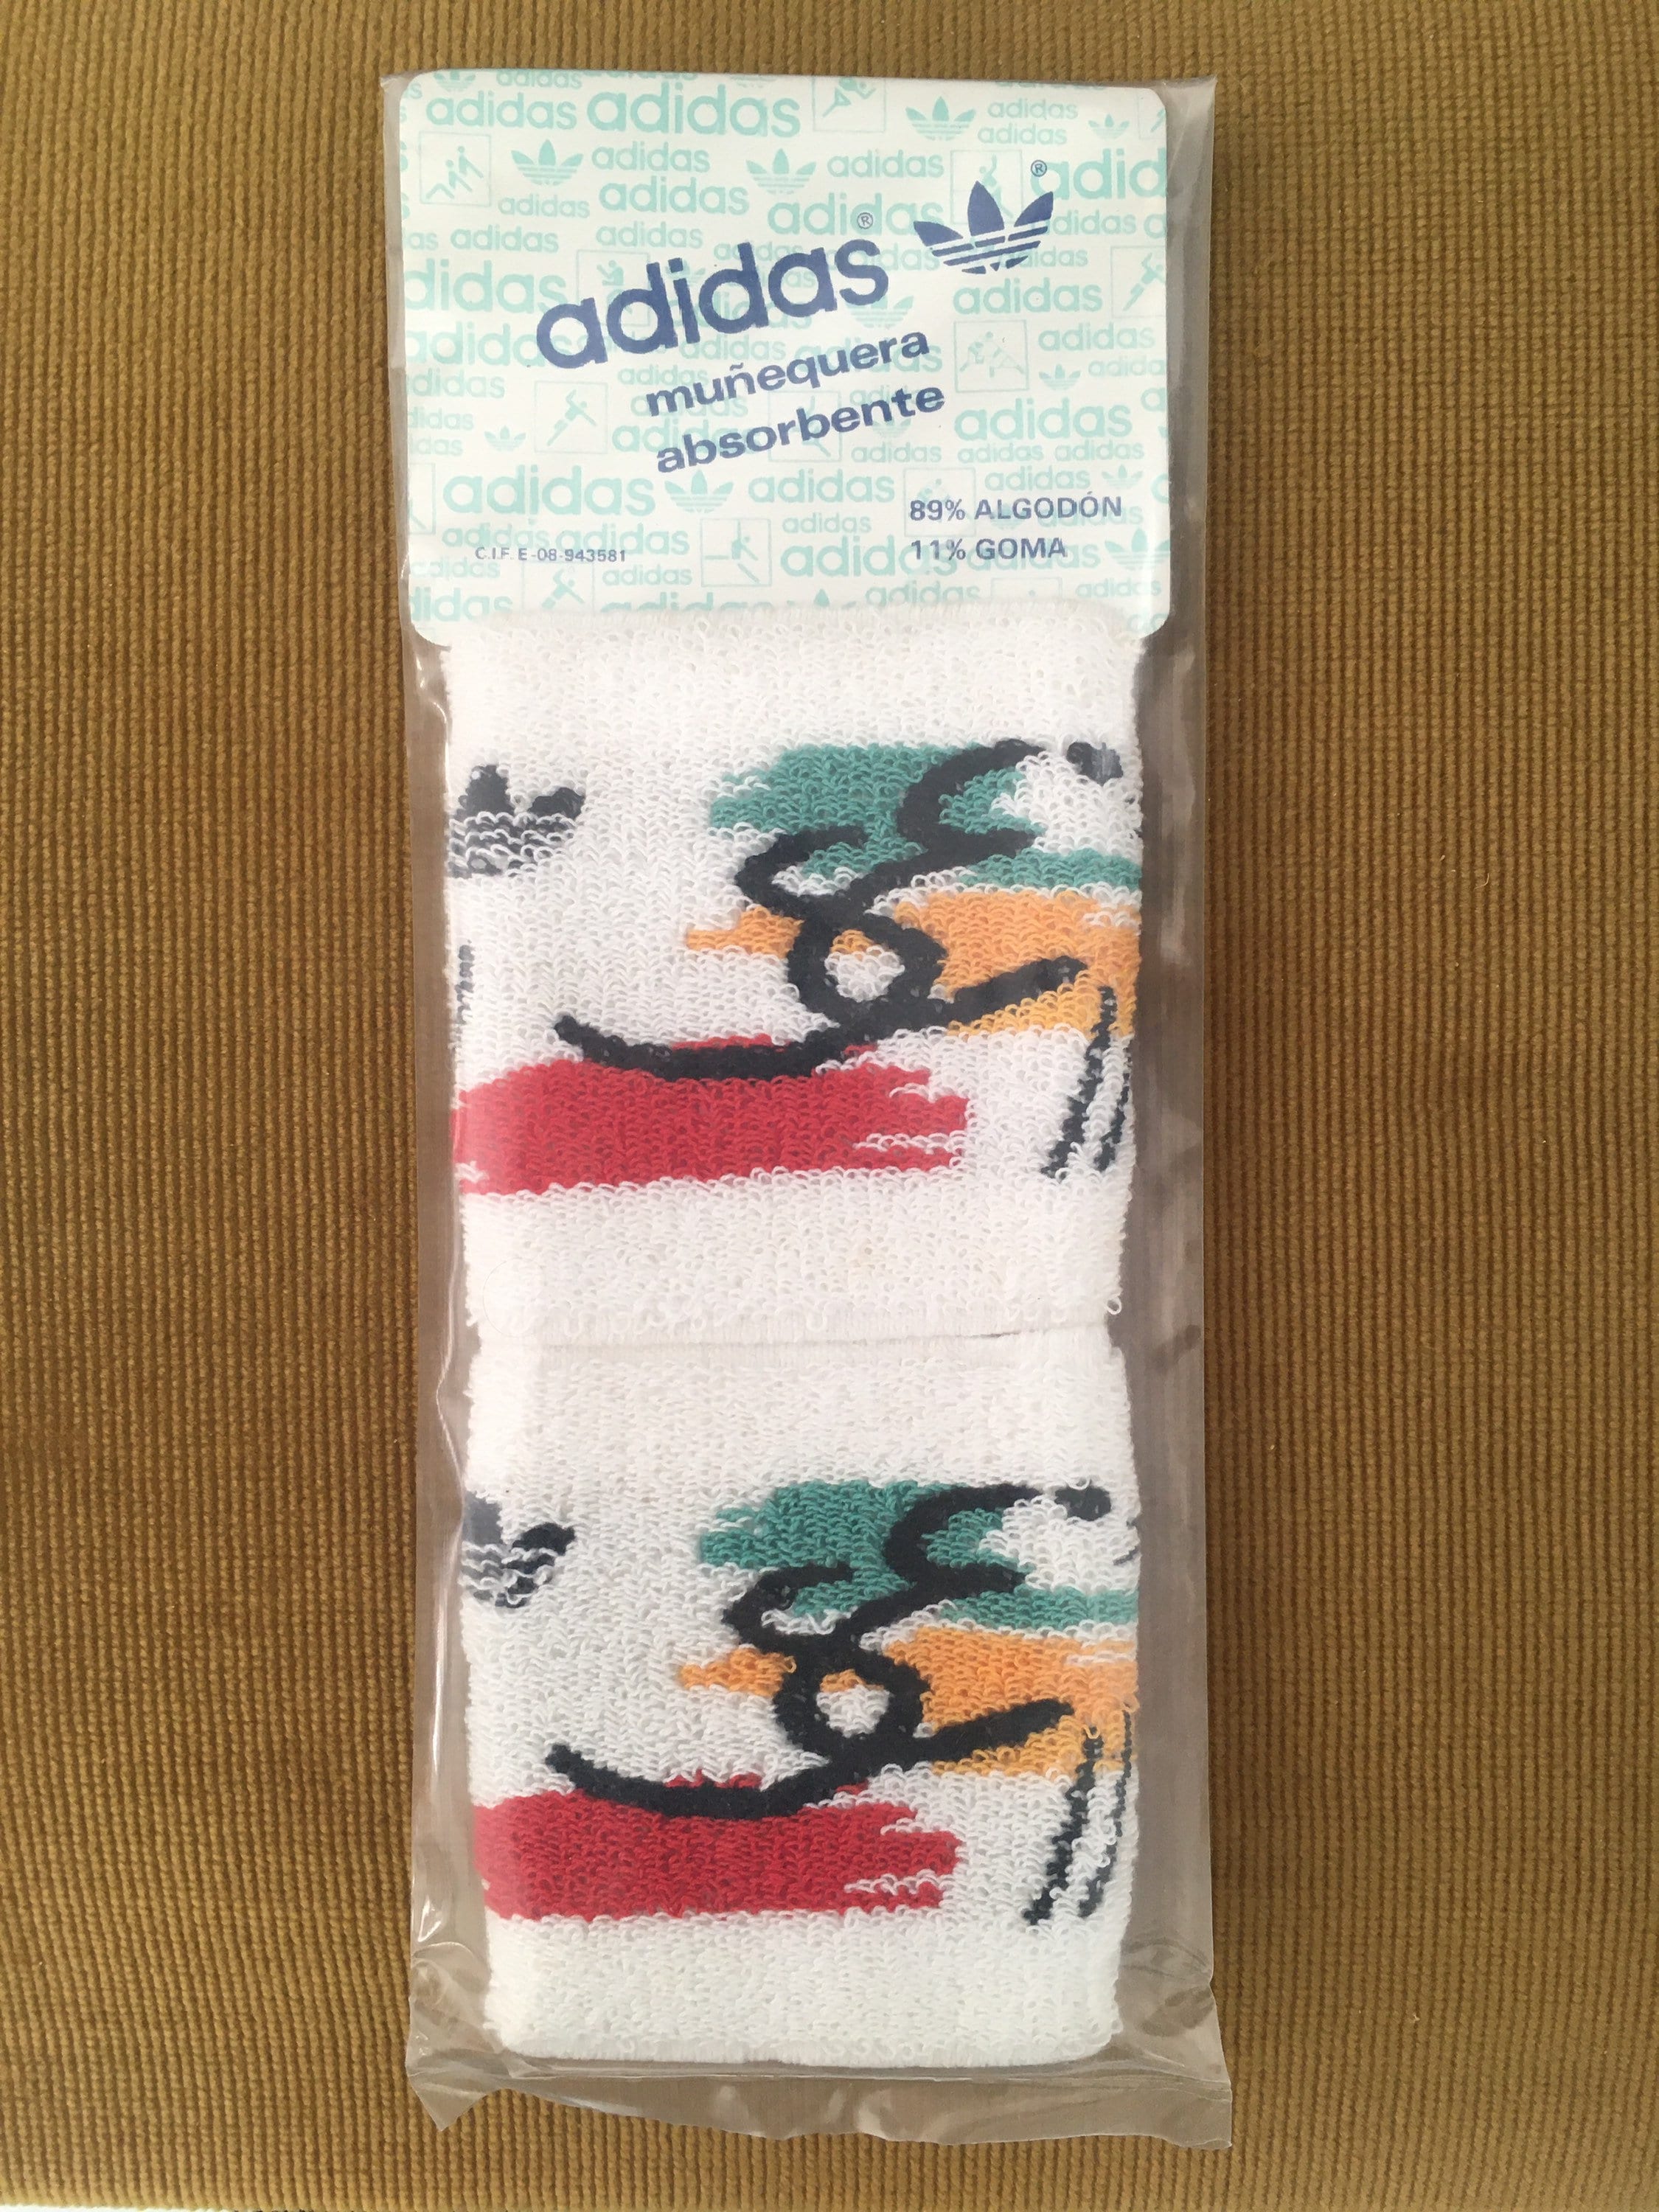 adidas®
®
muñequera
absorbente
89% ALGODÓN
11% GOMA
C.I.F. E-08-943581